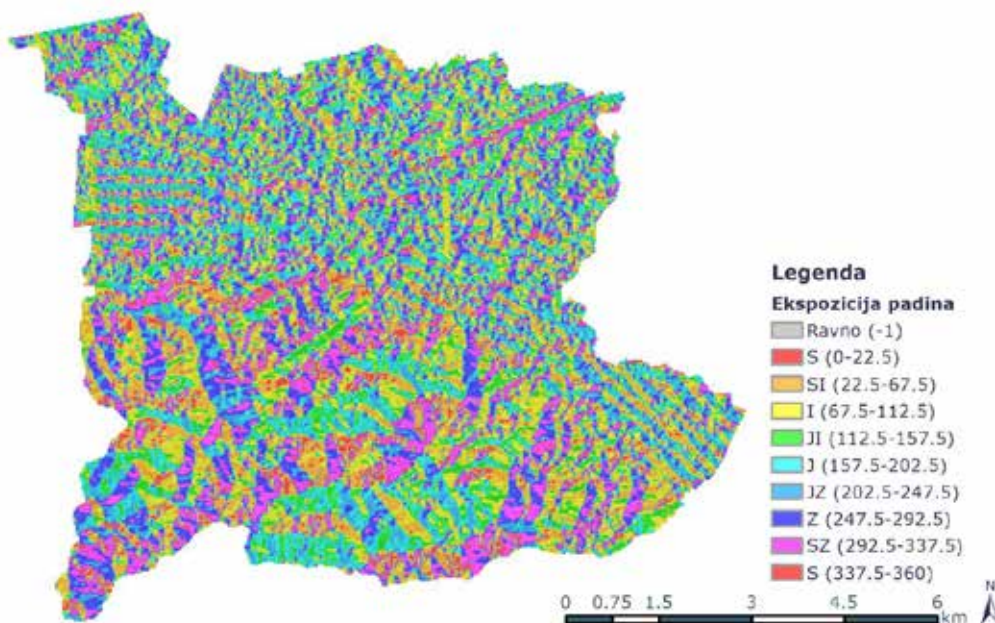 Legenda
Ekspozicija padina
Ravno (-1)
S (0-22.5)
SI (22.5-67.5)
I (67.5-112.5)
JI (112.5-157.5)
J (157.5-202.5)
JZ (202.5-247.5)
Z (247.5-292.5)
SZ (292.5-337.5)
S (337.5-360)
N
0 0.75 1.5 3 4.5 6
km